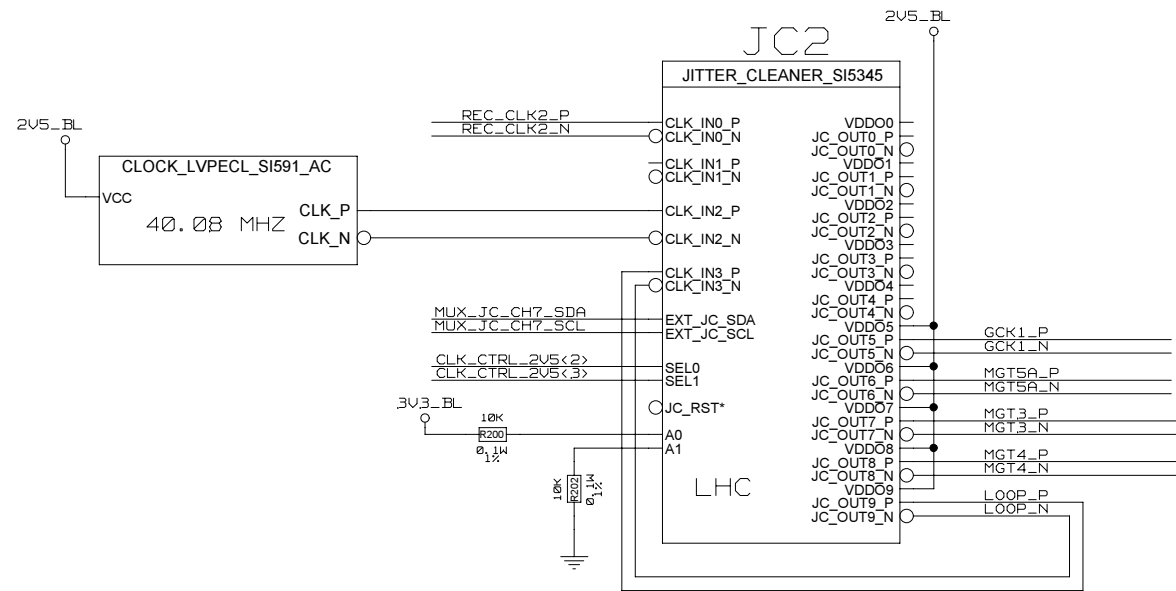 2V5_BL
JC2
JITTER_CLEANER_SI5345
2V5_BL
CLOCK_LVPECL_SI591_AC
VCC
40.08 MHZ
CLK_P
CLK_N
REC_CLK2_P
REC_CLK2_N
MUX_JC_CH7_SDA
MUX_JC_CH7_SCL
CLK_CTRL_2V5<2>
CLK_CTRL_2V5<3>
3V3_BL
10K
R200
0.1W
1%
10K
R202
0.1W
1%
CLK_IN0_P
CLK_IN0_N
CLK_IN1_P
CLK_IN1_N
CLK_IN2_P
CLK_IN2_N
CLK_IN3_P
CLK_IN3_N
EXT_JC_SDA
EXT_JC_SCL
SEL0
SEL1
JC_RST*
A0
A1
LHC
VDDO0
JC_OUT0_P
JC_OUT0_N
VDDO1
JC_OUT1_P
JC_OUT1_N
VDDO2
JC_OUT2_P
JC_OUT2_N
VDDO3
JC_OUT3_P
JC_OUT3_N
VDDO4
JC_OUT4_P
JC_OUT4_N
VDDO5
JC_OUT5_P
JC_OUT5_N
VDDO6
JC_OUT6_P
JC_OUT6_N
VDDO7
JC_OUT7_P
JC_OUT7_N
VDDO8
JC_OUT8_P
JC_OUT8_N
VDDO9
JC_OUT9_P
JC_OUT9_N
GCK1_P
GCK1_N
MGT5A_P
MGT5A_N
MGT3_P
MGT3_N
MGT4_P
MGT4_N
LOOP_P
LOOP_N